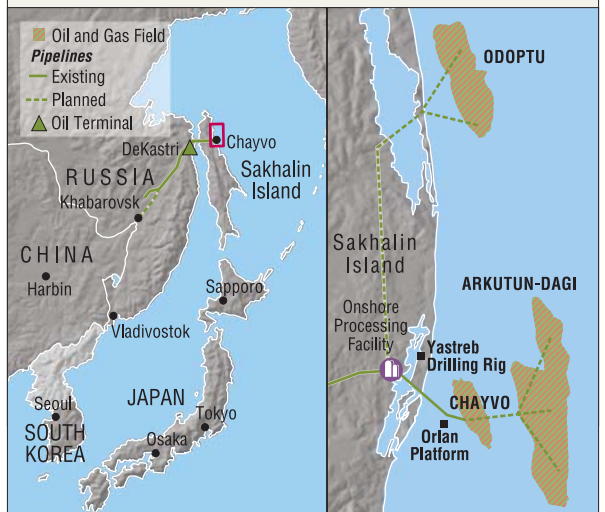 Oil and Gas Field
Pipelines
Existing
Planned
Oil Terminal
DeKastri
Chayvo
RUSSIA
Sakhalin
Island
Khabarovsk
CHINA
Harbin
Sapporo
Vladivostok
JAPAN
Seoul
Tokyo
SOUTH
KOREA
Osaka
ODOPTU
Sakhalin
Island
ARKUTUN-DAGI
Onshore
Processing
Facility
Yastreb
Drilling Rig
CHAYVO
Orlan
Platform